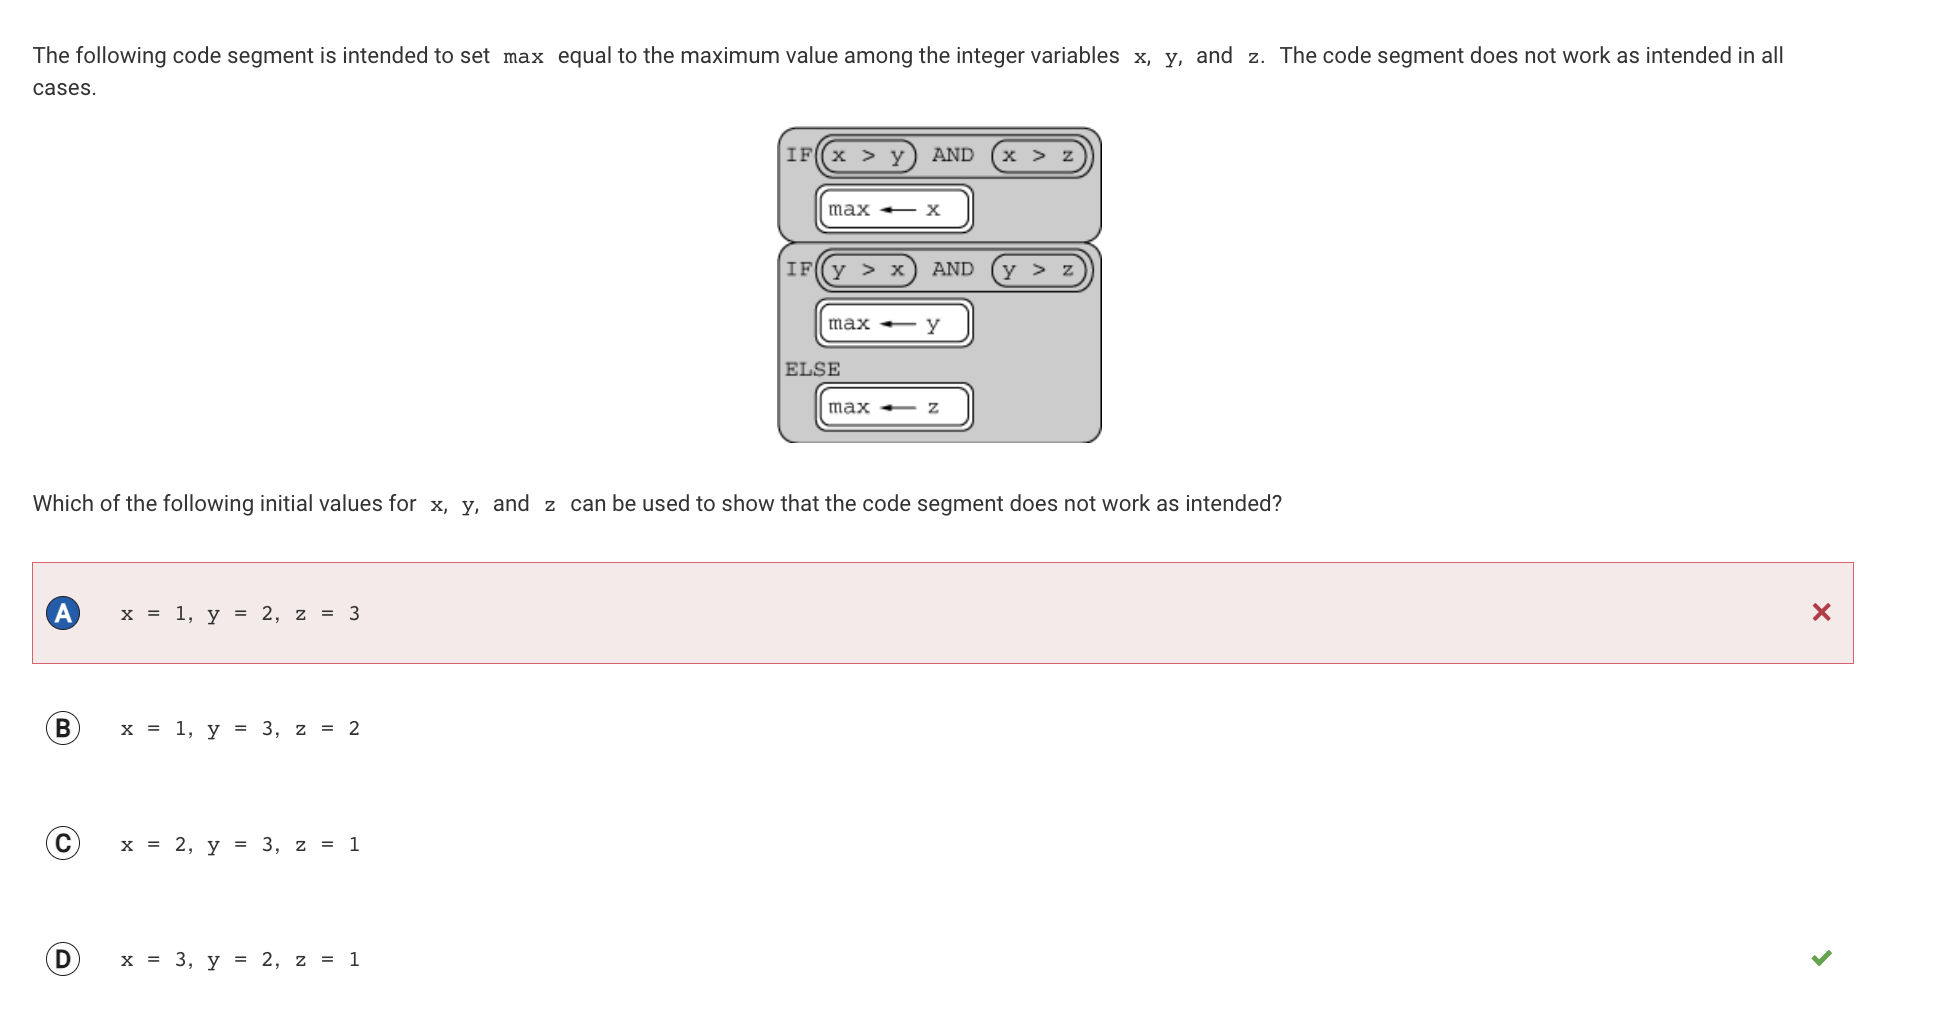 The following code segment is intended to set max equal to the maximum value among the integer variables x, y, and z. The code segment does not work as intended in all
cases.
IF x > y AND x > z
max ← x
IF y > x AND y > z
max ← y
ELSE
max ← z
Which of the following initial values for x, y, and z can be used to show that the code segment does not work as intended?
A x = 1, y = 2, z = 3
B x = 1, y = 3, z = 2
C x = 2, y = 3, z = 1
D x = 3, y = 2, z = 1